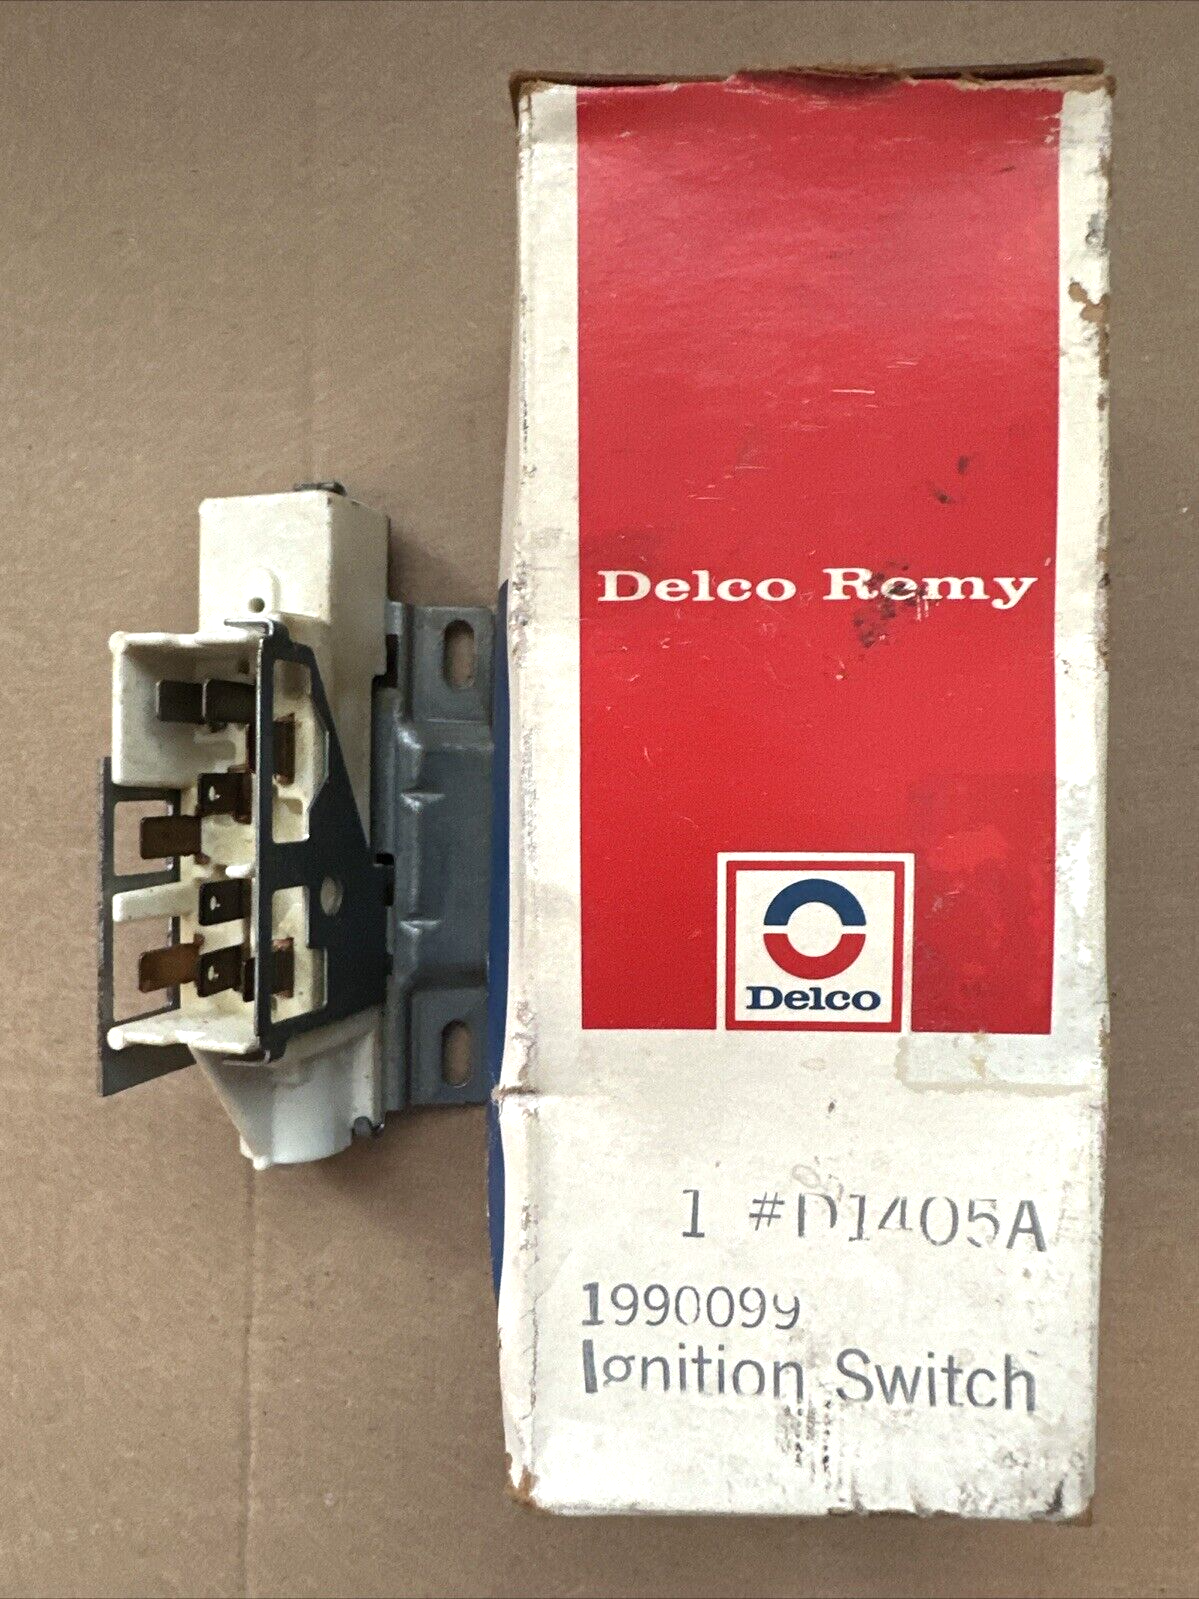 Delco Remy
Delco
1 #D1405A
1990099
Ignition Switch